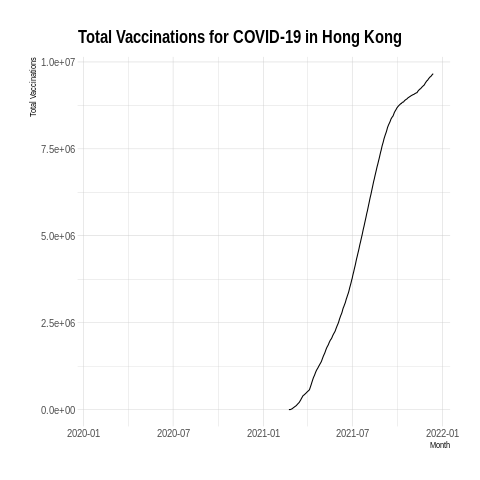 Total Vaccinations for COVID-19 in Hong Kong
Total Vaccinations
1.0e+07
7.5e+06
5.0e+06
2.5e+06
0.0e+00
2020-01 2020-07 2021-01 2021-07 2022-01
Month